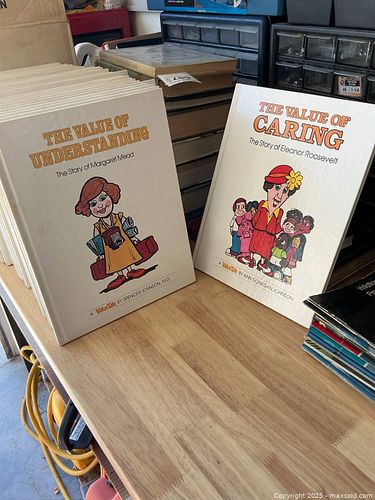 THE VALUE OF
UNDERSTANDING
The Story of Margaret Mead
A ValueTale BY SPENCER JOHNSON, M.D.
THE VALUE OF
CARING
The Story of Eleanor Roosevelt
A ValueTale BY ANN DONEGAN JOHNSON
Copyright 2025 - maxsold.com